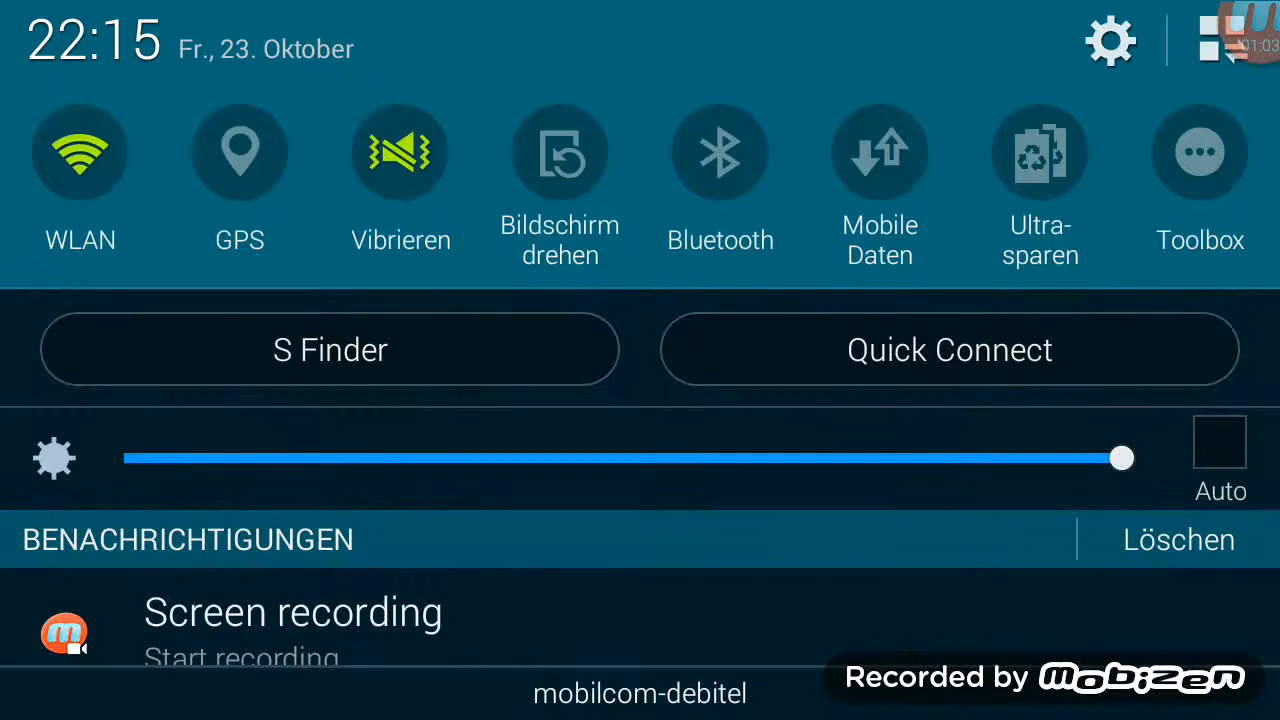 22:15 Fr., 23. Oktober
01:03
WLAN
GPS
Vibrieren
Bildschirm
drehen
Bluetooth
Mobile
Daten
Ultra-
sparen
Toolbox
S Finder
Quick Connect
Auto
BENACHRICHTIGUNGEN
Löschen
Screen recording
Start recording
Recorded by mobizen
mobilcom-debitel